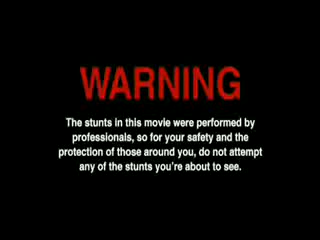 WARNING
The stunts in this movie were performed by
professionals, so for your safety and the
protection of those around you, do not attempt
any of the stunts you're about to see.